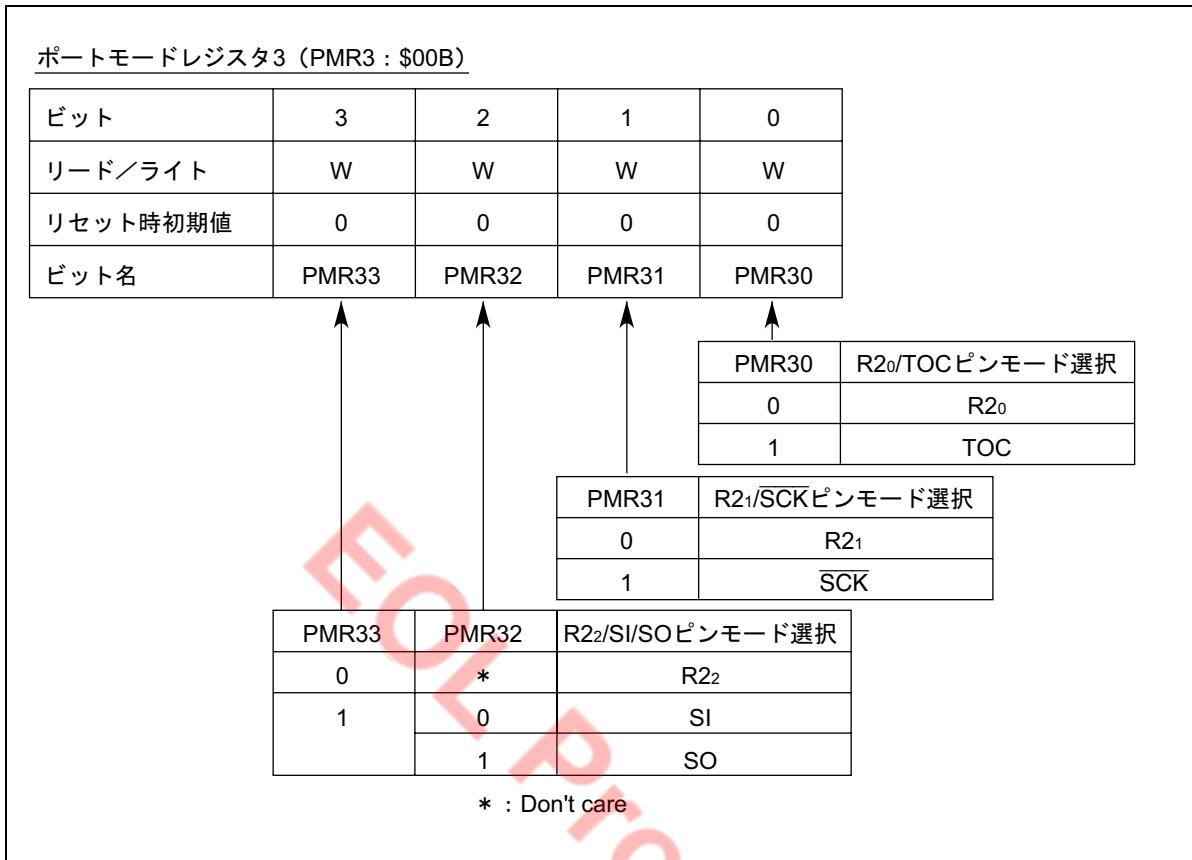 ポートモードレジスタ3（PMR3：$00B）
ビット 3 2 1 0
リード／ライト W W W W
リセット時初期値 0 0 0 0
ビット名 PMR33 PMR32 PMR31 PMR30
PMR30 R20/TOCピンモード選択
0 R20
1 TOC
PMR31 R21/S̅C̅K̅ピンモード選択
0 R21
1 S̅C̅K̅
PMR33 PMR32 R22/SI/SOピンモード選択
0 * R22
1 0 SI
1 SO
*：Don't care
EOL Pro